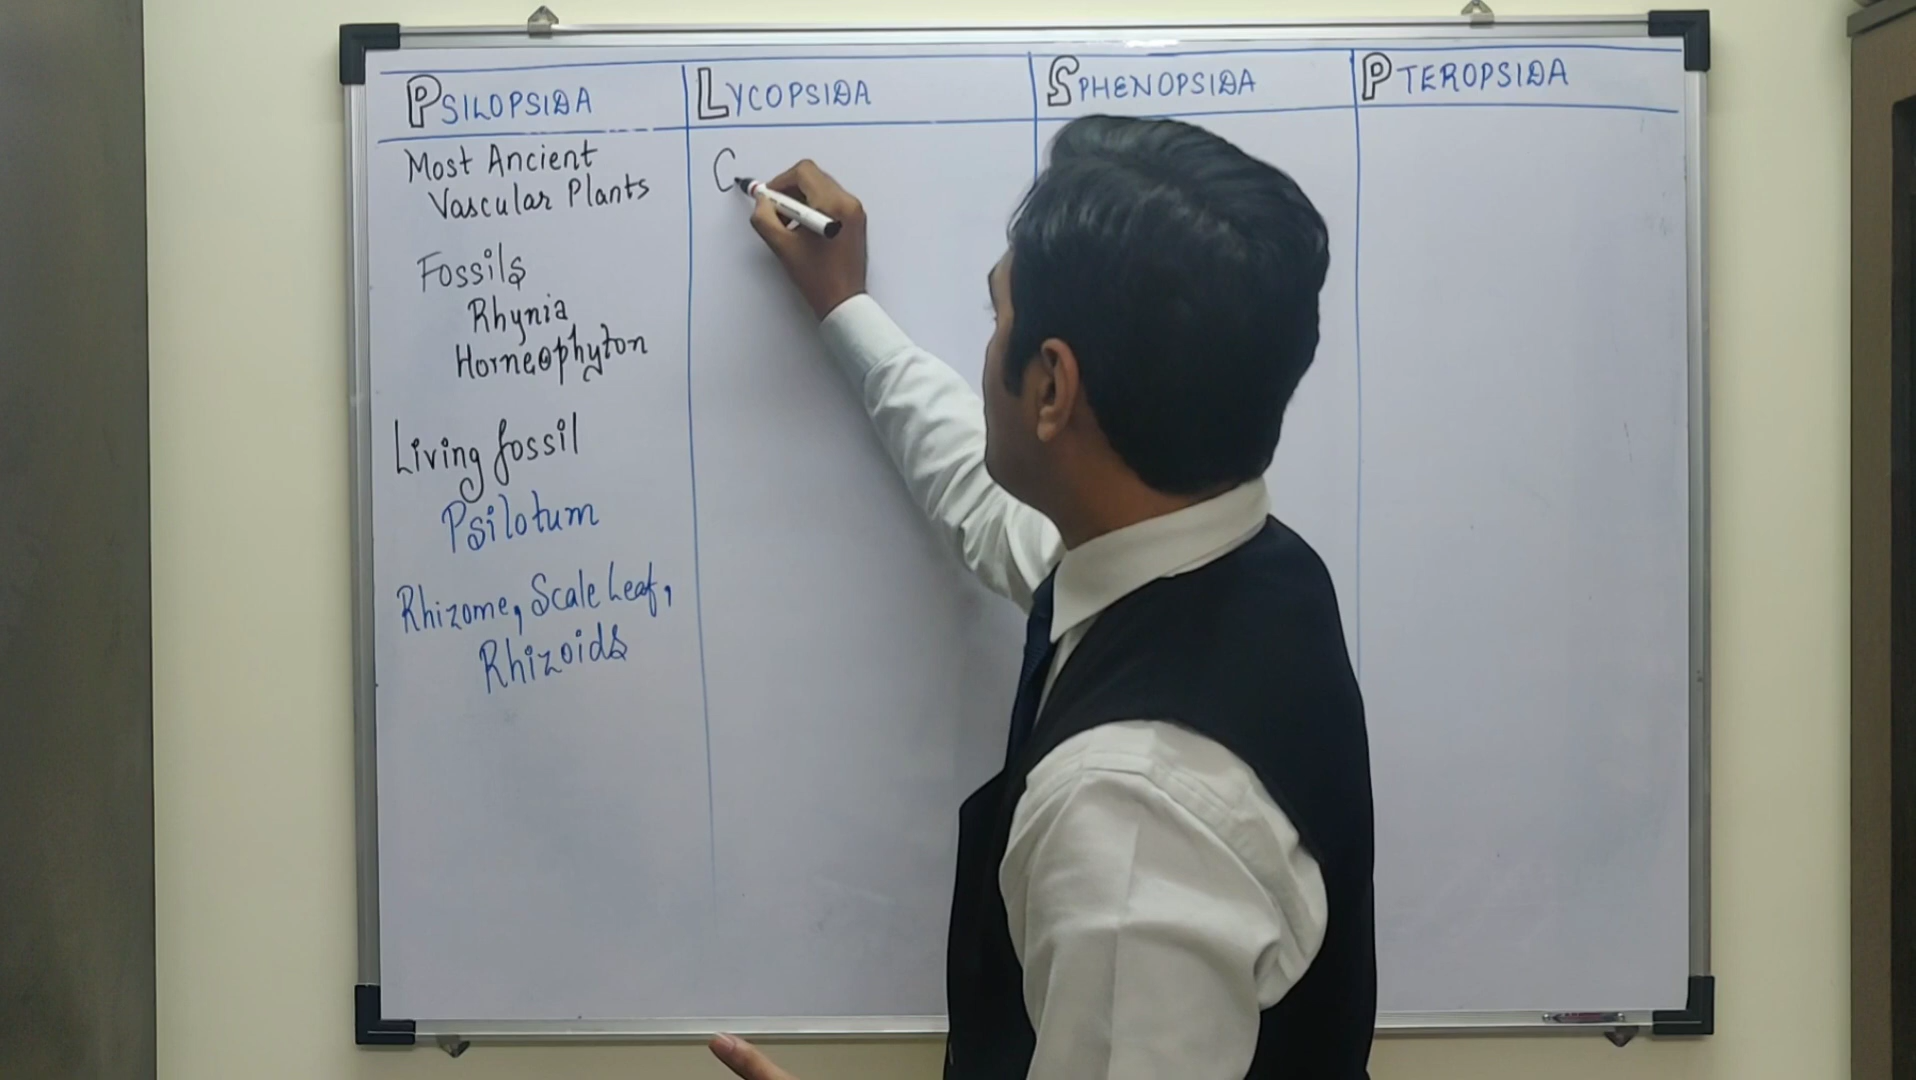 PSILOPSIDA
LYCOPSIDA
SPHENOPSIDA
PTEROPSIDA
Most Ancient
Vascular Plants
Fossils
Rhynia
Horneophyton
Living fossil
Psilotum
Rhizome, Scale Leaf,
Rhizoids
C